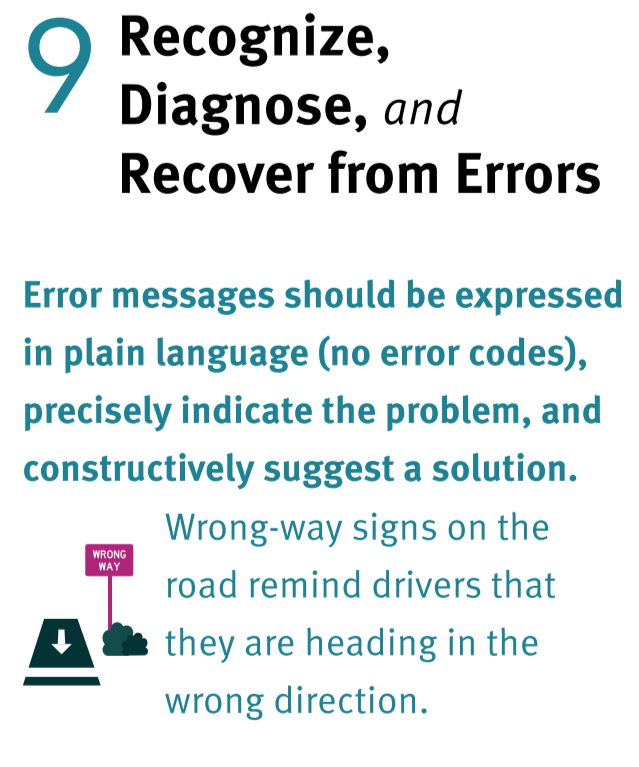 9
Recognize,
Diagnose, and
Recover from Errors
Error messages should be expressed
in plain language (no error codes),
precisely indicate the problem, and
constructively suggest a solution.
WRONG
WAY
Wrong-way signs on the
road remind drivers that
they are heading in the
wrong direction.